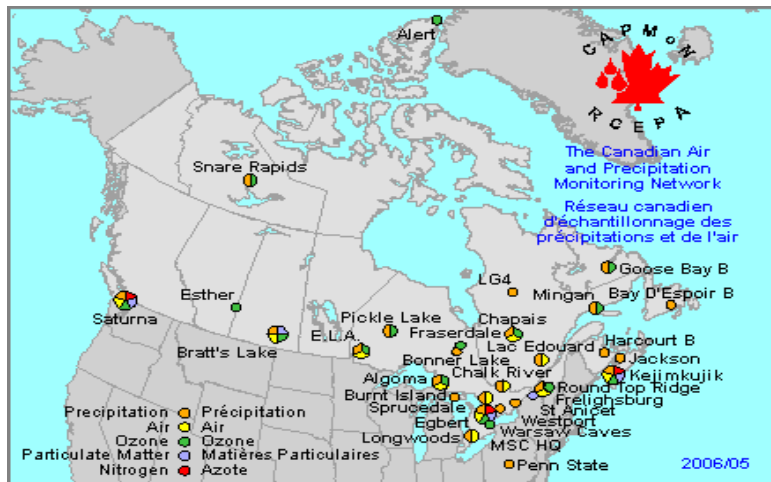 Alert
CAPMoN
RCEPA
The Canadian Air
and Precipitation
Monitoring Network
Réseau canadien
d'échantillonnage des
précipitations et de l'air
Snare Rapids
Goose Bay B
LG4
Mingan
Bay D'Espoir B
Esther
Saturna
Pickle Lake
Chapais
Fraserdale
E.L.A.
Bratt's Lake
Lac Edouard
Harcourt B
Bonner Lake
Jackson
Chalk River
Kejimkujik
Algoma
Round Top Ridge
Burnt Island
Frelighsburg
Sprucedale
St Anicet
Egbert
Westport
Longwoods
Warsaw Caves
MSC HQ
Penn State
Precipitation Précipitation
Air Air
Ozone Ozone
Particulate Matter Matières Particulaires
Nitrogen Azote
2006/05